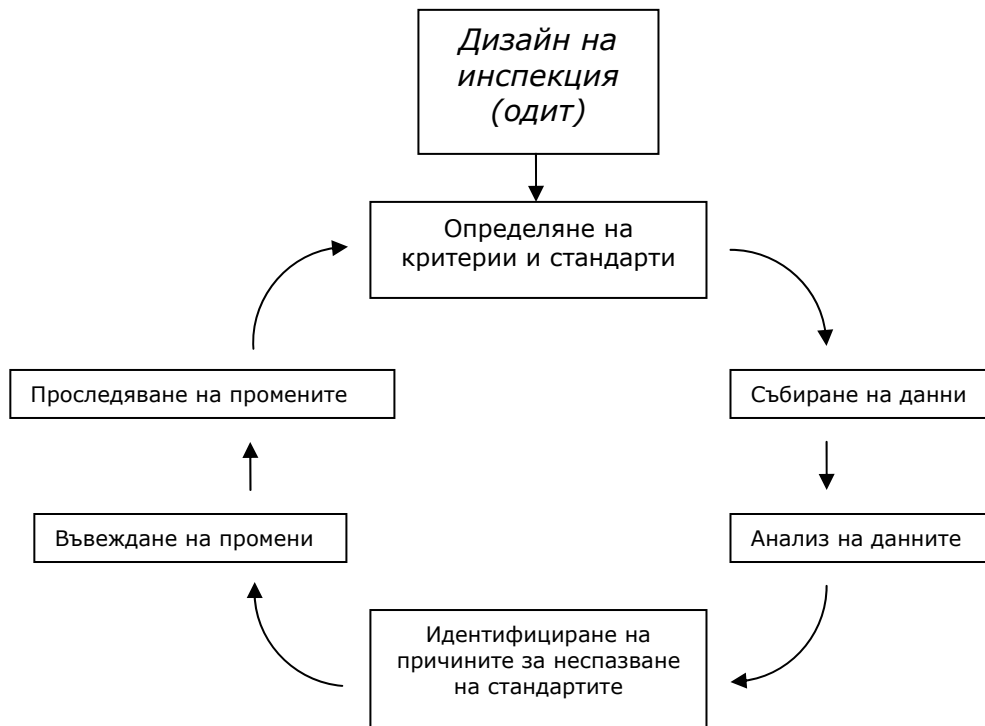 Дизайн на
инспекция
(одит)
Определяне на
критерии и стандарти
Събиране на данни
Анализ на данните
Идентифициране на
причините за неспазване
на стандартите
Въвеждане на промени
Проследяване на промените